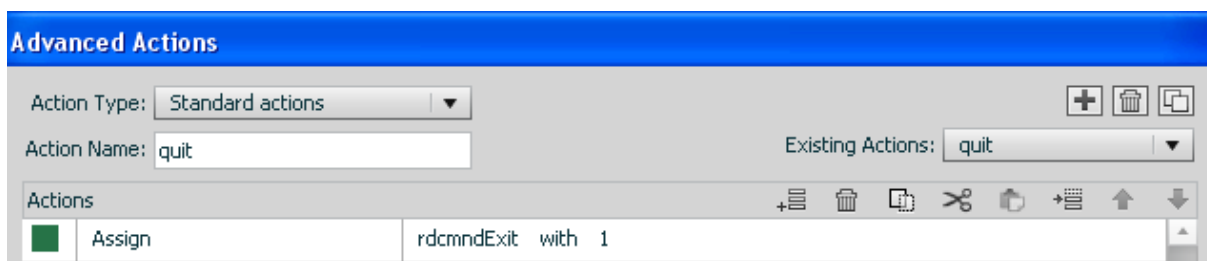 Advanced Actions
Action Type: Standard actions
Action Name: quit
Existing Actions: quit
Actions
Assign rdcmndExit with 1